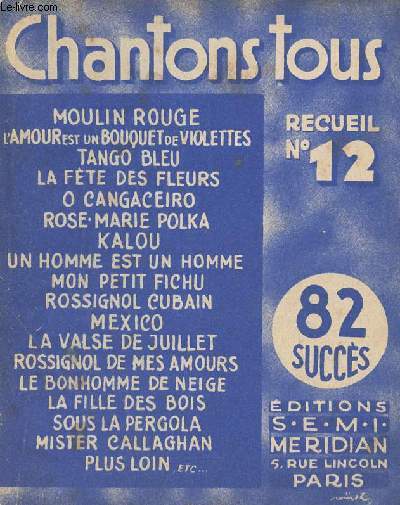 Le-livre.com
Chantons tous
MOULIN ROUGE
L'AMOUR EST UN BOUQUET DE VIOLETTES
TANGO BLEU
LA FÊTE DES FLEURS
O CANGACEIRO
ROSE-MARIE POLKA
KALOU
UN HOMME EST UN HOMME
MON PETIT FICHU
ROSSIGNOL CUBAIN
MEXICO
LA VALSE DE JUILLET
ROSSIGNOL DE MES AMOURS
LE BONHOMME DE NEIGE
LA FILLE DES BOIS
SOUS LA PERGOLA
MISTER CALLAGHAN
PLUS LOIN ETC...
RECUEIL
N° 12
82
SUCCÈS
ÉDITIONS
S·E·M·I·
MERIDIAN
5, RUE LINCOLN
PARIS